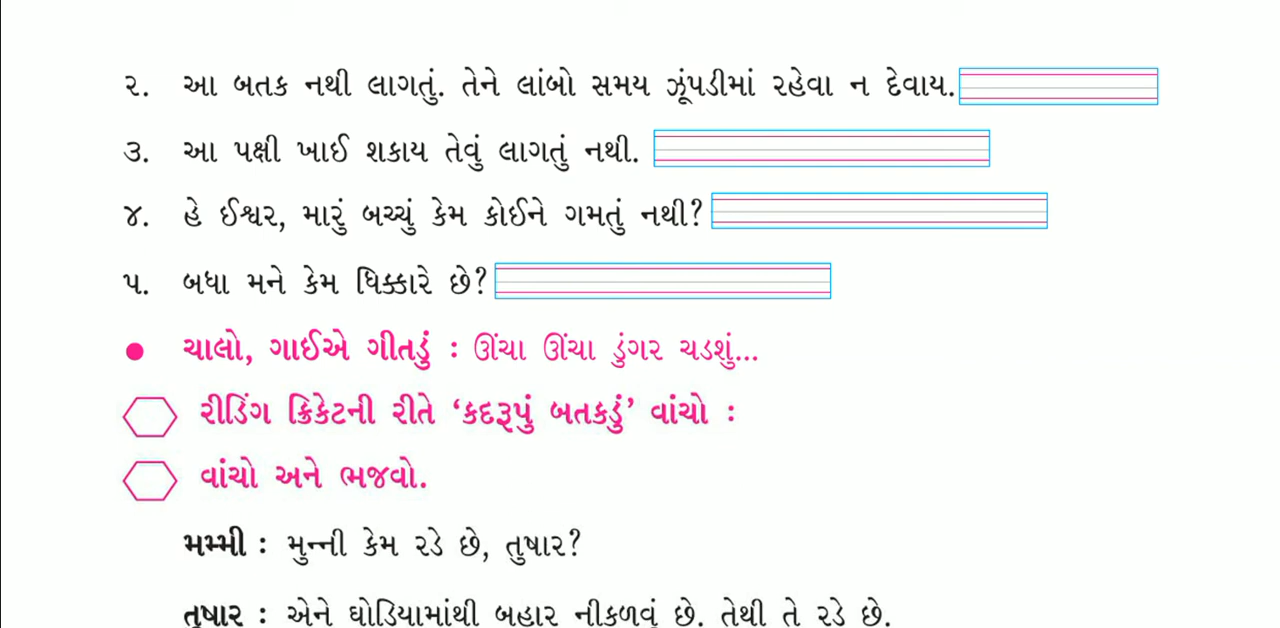 ૨. આ બતક નથી લાગતું. તેને લાંબો સમય ઝૂંપડીમાં રહેવા ન દેવાય.
૩. આ પક્ષી ખાઈ શકાય તેવું લાગતું નથી.
૪. હે ઈશ્વર, મારું બચ્ચું કેમ કોઈને ગમતું નથી?
૫. બધા મને કેમ ધિક્કારે છે?
● ચાલો, ગાઈએ ગીતડું : ઊંચા ઊંચા ડુંગર ચડશું...
રીડિંગ ક્રિકેટની રીતે ‘કદરૂપું બતકડું’ વાંચો :
વાંચો અને ભજવો.
મમ્મી : મુન્ની કેમ રડે છે, તુષાર?
તુષાર : એને ઘોડિયામાંથી બહાર નીકળવું છે. તેથી તે રડે છે.